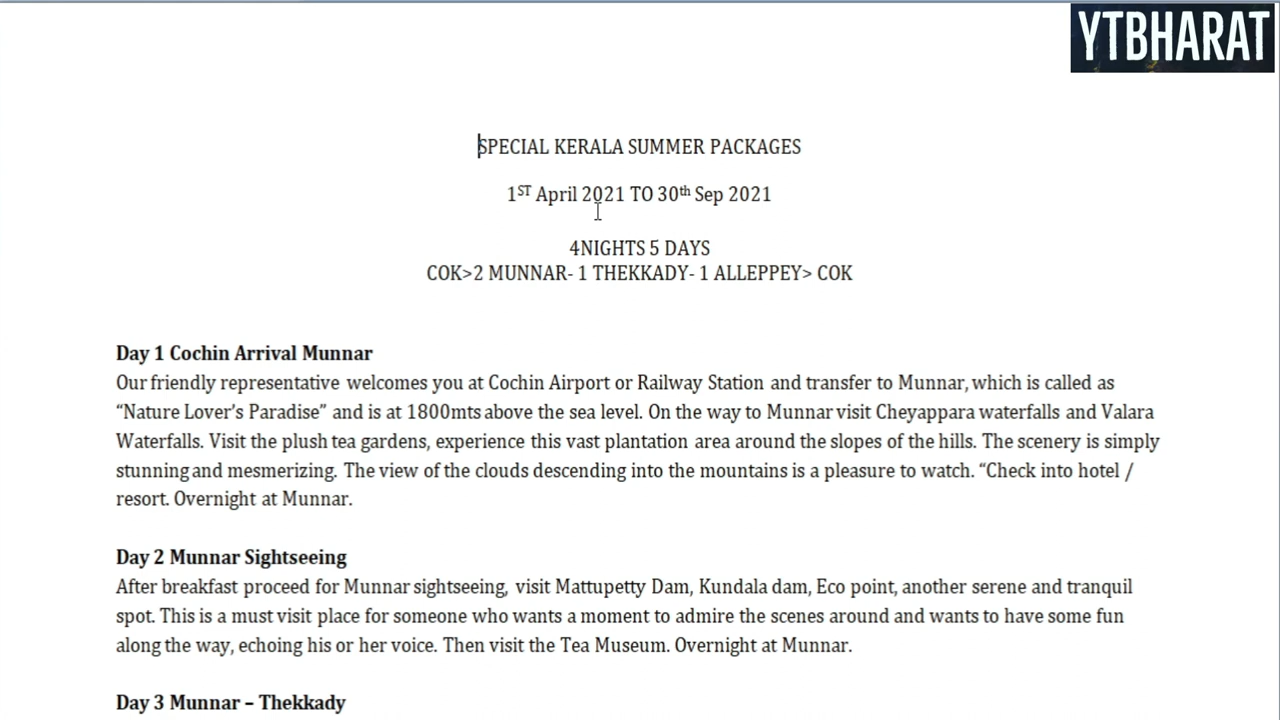 YTBHARAT
SPECIAL KERALA SUMMER PACKAGES
1ST April 2021 TO 30th Sep 2021
4NIGHTS 5 DAYS
COK>2 MUNNAR- 1 THEKKADY- 1 ALLEPPEY> COK
Day 1 Cochin Arrival Munnar
Our friendly representative welcomes you at Cochin Airport or Railway Station and transfer to Munnar, which is called as
“Nature Lover’s Paradise” and is at 1800mts above the sea level. On the way to Munnar visit Cheyappara waterfalls and Valara
Waterfalls. Visit the plush tea gardens, experience this vast plantation area around the slopes of the hills. The scenery is simply
stunning and mesmerizing. The view of the clouds descending into the mountains is a pleasure to watch. “Check into hotel /
resort. Overnight at Munnar.
Day 2 Munnar Sightseeing
After breakfast proceed for Munnar sightseeing, visit Mattupetty Dam, Kundala dam, Eco point, another serene and tranquil
spot. This is a must visit place for someone who wants a moment to admire the scenes around and wants to have some fun
along the way, echoing his or her voice. Then visit the Tea Museum. Overnight at Munnar.
Day 3 Munnar – Thekkady